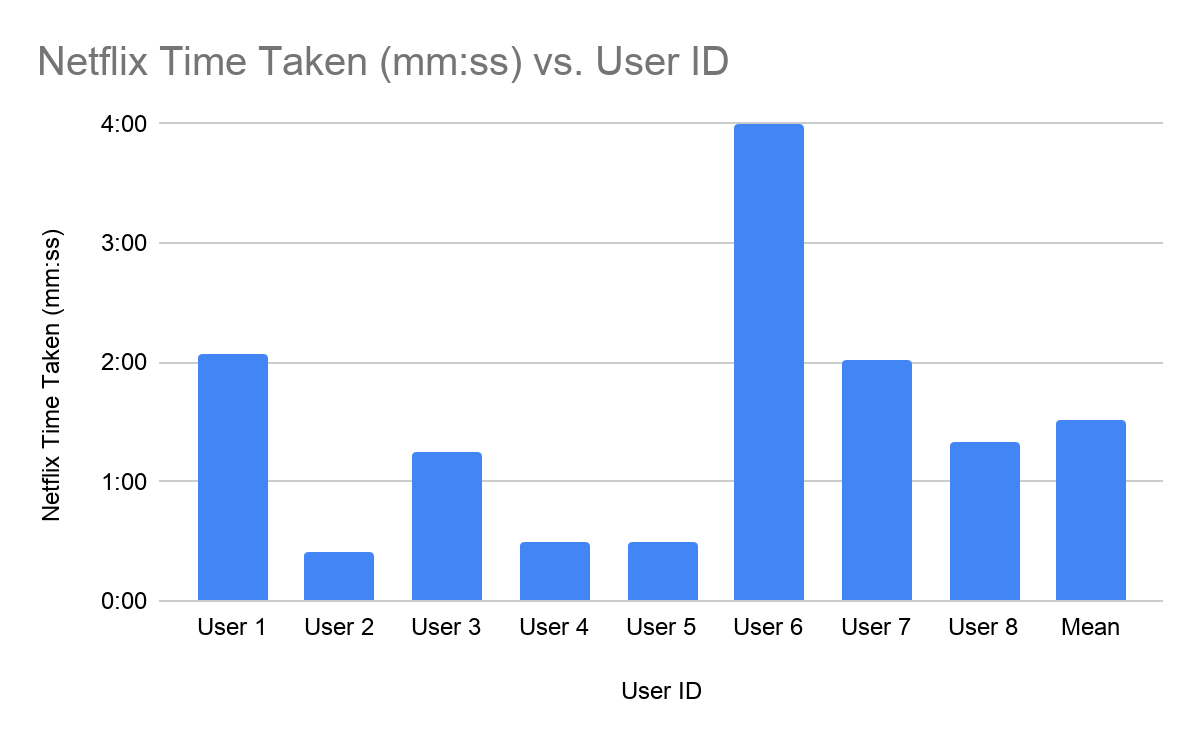 Netflix Time Taken (mm:ss) vs. User ID
Netflix Time Taken (mm:ss)
4:00
3:00
2:00
1:00
0:00
User 1 User 2 User 3 User 4 User 5 User 6 User 7 User 8 Mean
User ID